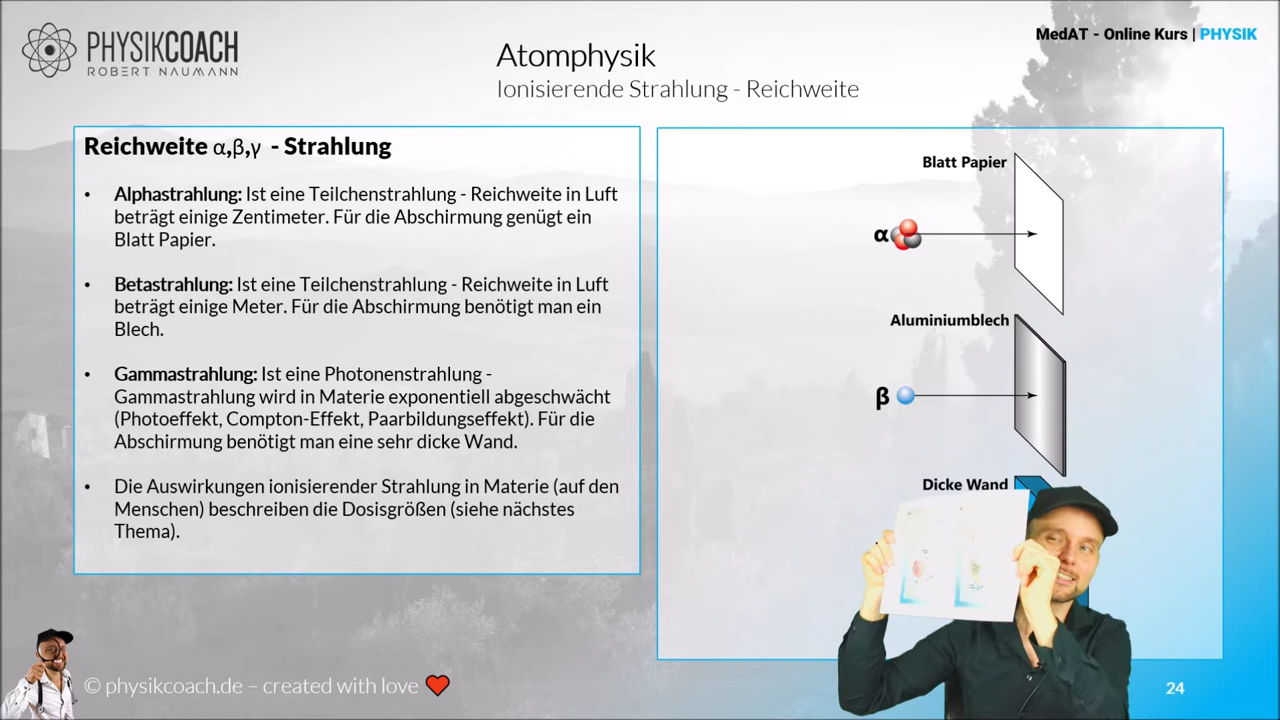 PHYSIKCOACH
ROBERT NAUMANN
Atomphysik
Ionisierende Strahlung - Reichweite
MedAT - Online Kurs | PHYSIK
Reichweite α,β,γ - Strahlung
• Alphastrahlung: Ist eine Teilchenstrahlung - Reichweite in Luft
beträgt einige Zentimeter. Für die Abschirmung genügt ein
Blatt Papier.
• Betastrahlung: Ist eine Teilchenstrahlung - Reichweite in Luft
beträgt einige Meter. Für die Abschirmung benötigt man ein
Blech.
• Gammastrahlung: Ist eine Photonenstrahlung -
Gammastrahlung wird in Materie exponentiell abgeschwächt
(Photoeffekt, Compton-Effekt, Paarbildungseffekt). Für die
Abschirmung benötigt man eine sehr dicke Wand.
• Die Auswirkungen ionisierender Strahlung in Materie (auf den
Menschen) beschreiben die Dosisgrößen (siehe nächstes
Thema).
Blatt Papier
α
Aluminiumblech
β
Dicke Wand
© physikcoach.de – created with love
24